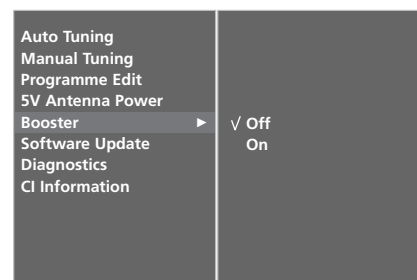 Auto Tuning
Manual Tuning
Programme Edit
5V Antenna Power
Booster ►
Software Update
Diagnostics
CI Information
√ Off
On